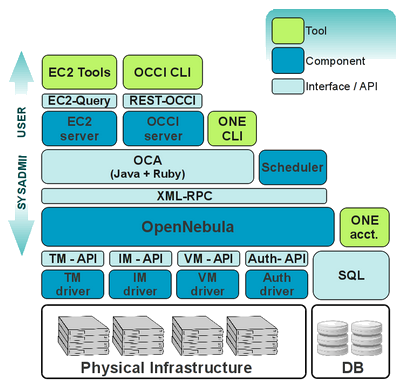 Tool
Component
Interface / API
USER
SYSADMII
EC2 Tools
OCCI CLI
EC2-Query
REST-OCCI
EC2
server
OCCI
server
ONE
CLI
OCA
(Java + Ruby)
Scheduler
XML-RPC
OpenNebula
ONE
acct.
TM - API
IM - API
VM - API
Auth- API
SQL
TM
driver
IM
driver
VM
driver
Auth
driver
Physical Infrastructure
DB